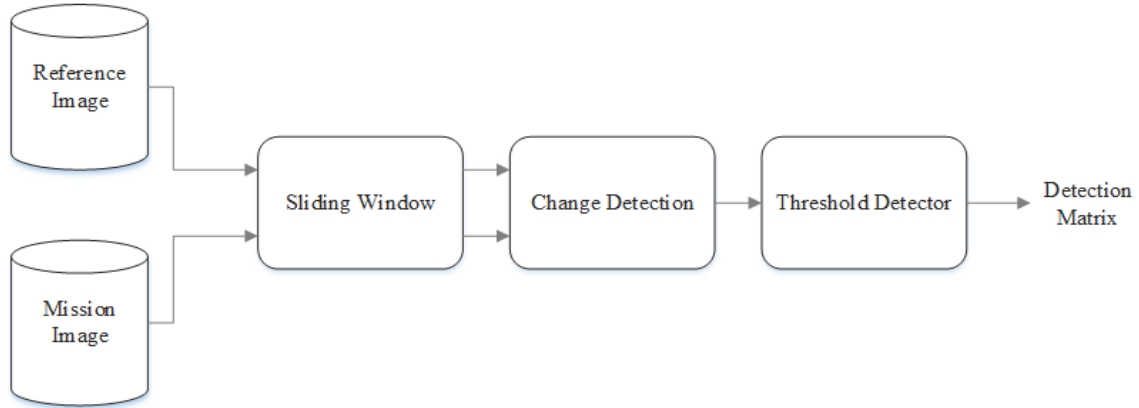 Reference
Image
Sliding Window
Change Detection
Threshold Detector
Detection
Matrix
Mission
Image